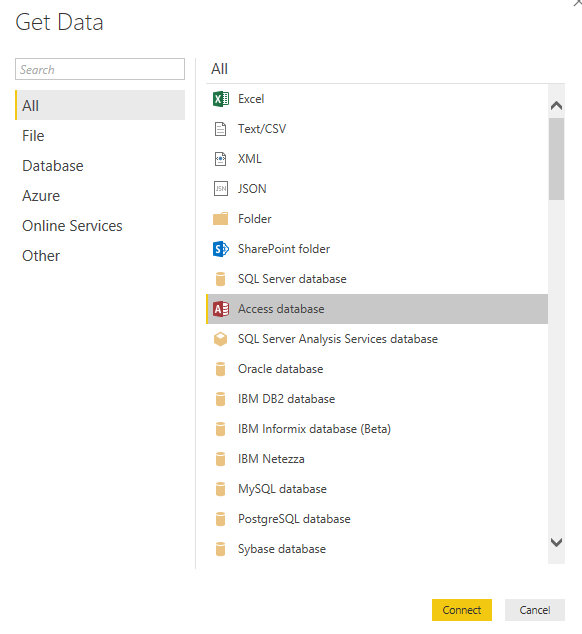 Get Data
Search
All
File
Database
Azure
Online Services
Other
All
Excel
Text/CSV
XML
JSON
Folder
SharePoint folder
SQL Server database
Access database
SQL Server Analysis Services database
Oracle database
IBM DB2 database
IBM Informix database (Beta)
IBM Netezza
MySQL database
PostgreSQL database
Sybase database
Connect
Cancel